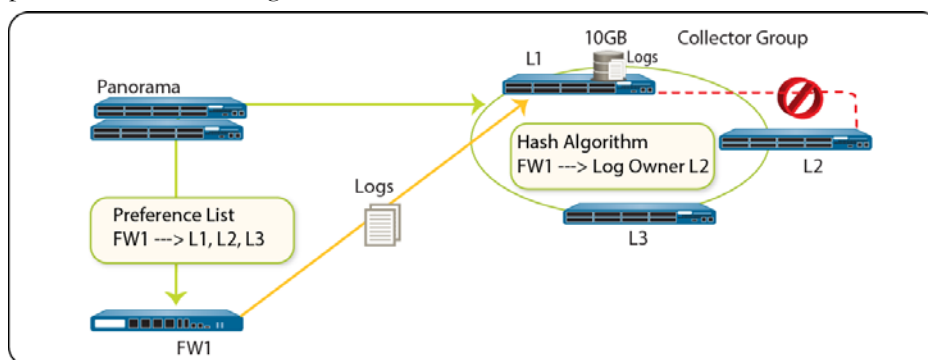 10GB
Collector Group
L1
Logs
Panorama
Hash Algorithm
FW1 ---> Log Owner L2
L2
Logs
Preference List
FW1 ---> L1, L2, L3
L3
FW1